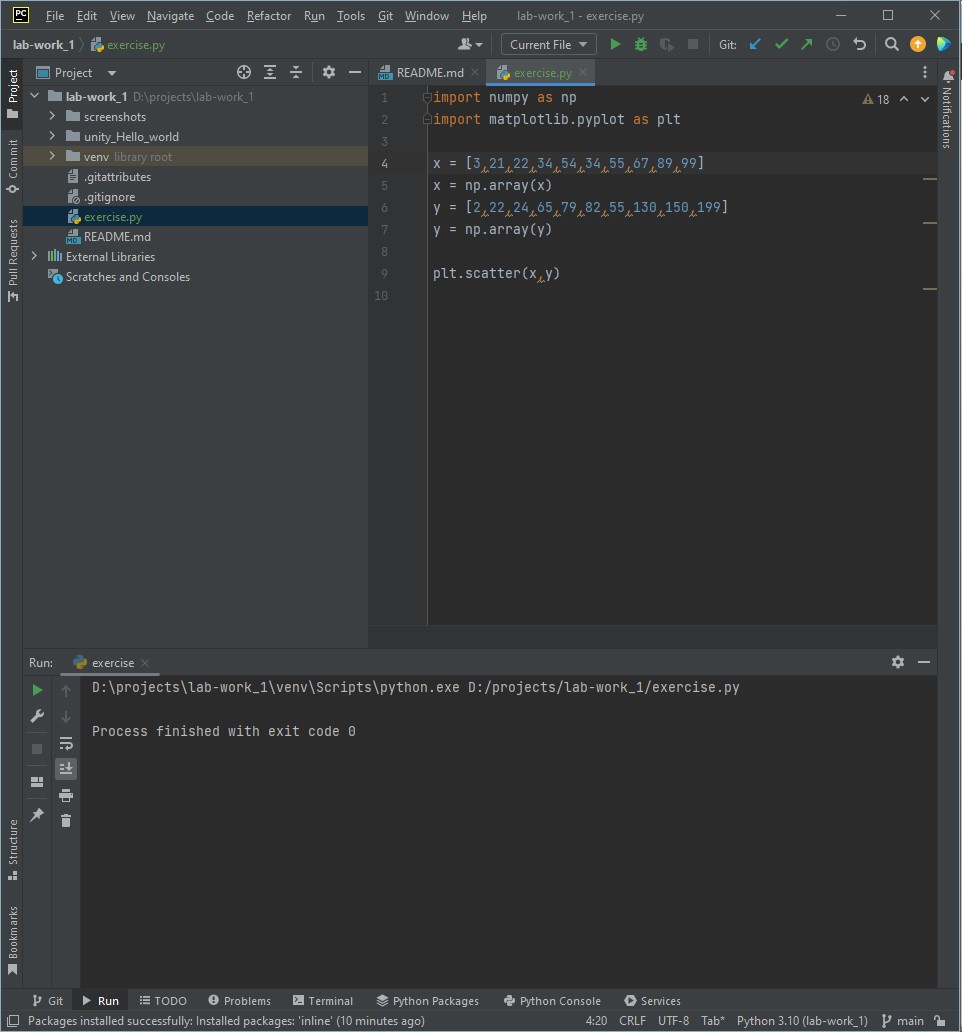 PC File Edit View Navigate Code Refactor Run Tools Git Window Help lab-work_1 - exercise.py
lab-work_1 exercise.py Current File Git:
Project
README.md exercise.py
lab-work_1 D:\projects\lab-work_1
screenshots
unity_Hello_world
venv library root
.gitattributes
.gitignore
exercise.py
README.md
External Libraries
Scratches and Consoles
Project
Commit
Pull Requests
Structure
Bookmarks
18
1 import numpy as np
2 import matplotlib.pyplot as plt
3
4 x = [3,21,22,34,54,34,55,67,89,99]
5 x = np.array(x)
6 y = [2,22,24,65,79,82,55,130,150,199]
7 y = np.array(y)
8
9 plt.scatter(x,y)
10
Notifications
Run: exercise
D:\projects\lab-work_1\venv\Scripts\python.exe D:/projects/lab-work_1/exercise.py
Process finished with exit code 0
Git Run TODO Problems Terminal Python Packages Python Console Services
Packages installed successfully: Installed packages: 'inline' (10 minutes ago) 4:20 CRLF UTF-8 Tab* Python 3.10 (lab-work_1) main